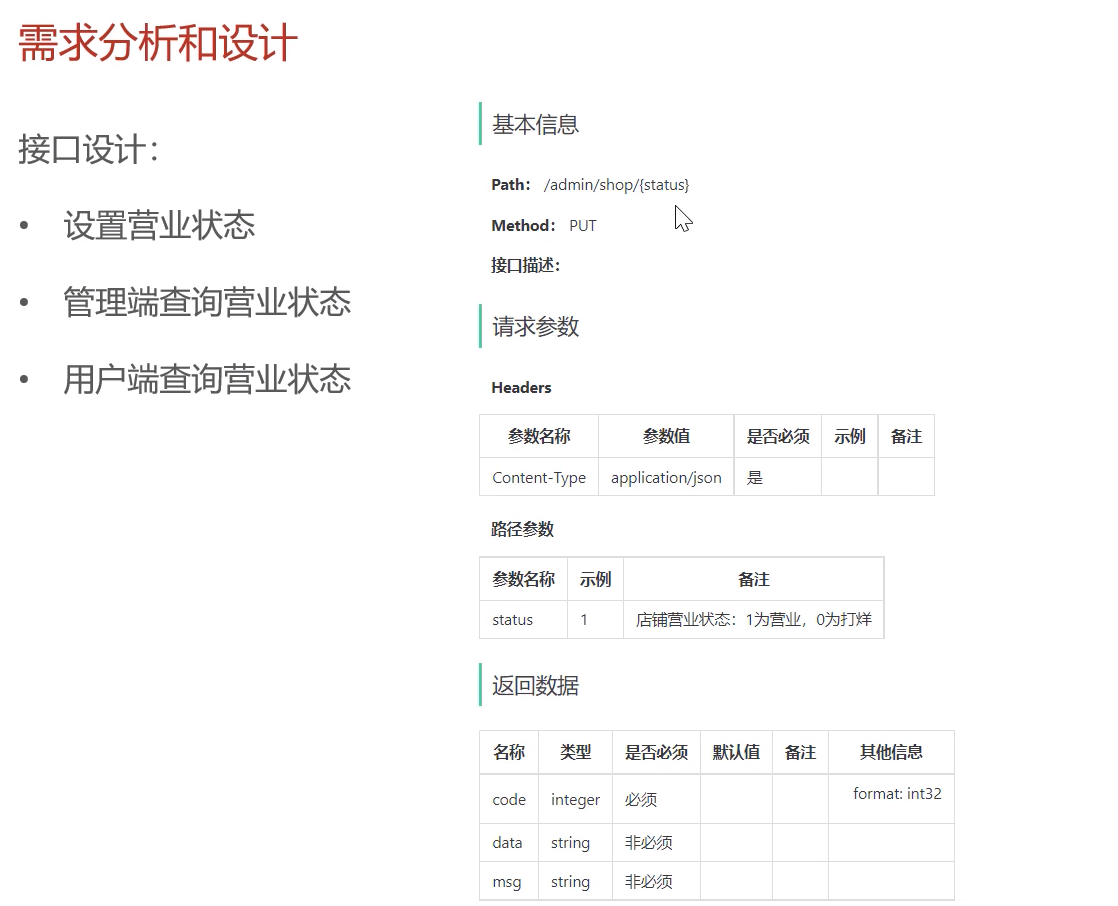 需求分析和设计
接口设计：
• 设置营业状态
• 管理端查询营业状态
• 用户端查询营业状态
基本信息
Path： /admin/shop/{status}
Method： PUT
接口描述：
请求参数
Headers
参数名称 参数值 是否必须 示例 备注
Content-Type application/json 是
路径参数
参数名称 示例 备注
status 1 店铺营业状态：1为营业，0为打烊
返回数据
名称 类型 是否必须 默认值 备注 其他信息
code integer 必须 format: int32
data string 非必须
msg string 非必须